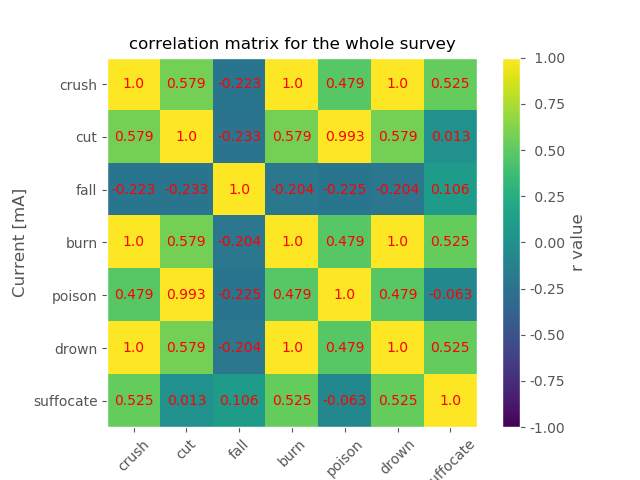 correlation matrix for the whole survey
crush 1.0 0.579 -0.223 1.0 0.479 1.0 0.525
cut 0.579 1.0 -0.233 0.579 0.993 0.579 0.013
fall -0.223 -0.233 1.0 -0.204 -0.225 -0.204 0.106
burn 1.0 0.579 -0.204 1.0 0.479 1.0 0.525
poison 0.479 0.993 -0.225 0.479 1.0 0.479 -0.063
drown 1.0 0.579 -0.204 1.0 0.479 1.0 0.525
suffocate 0.525 0.013 0.106 0.525 -0.063 0.525 1.0
crush cut fall burn poison drown uffocate
Current [mA]
1.00
0.75
0.50
0.25
0.00
-0.25
-0.50
-0.75
-1.00
r value